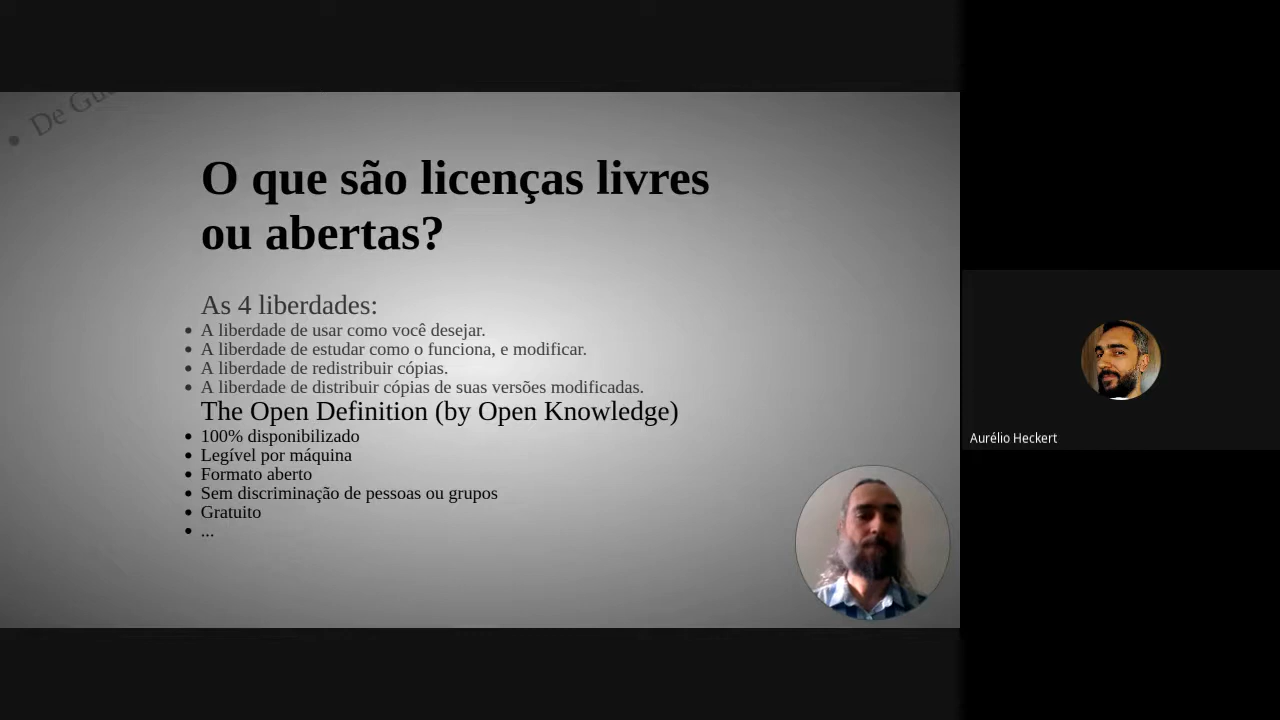 De
O que são licenças livres
ou abertas?
As 4 liberdades:
• A liberdade de usar como você desejar.
• A liberdade de estudar como o funciona, e modificar.
• A liberdade de redistribuir cópias.
• A liberdade de distribuir cópias de suas versões modificadas.
The Open Definition (by Open Knowledge)
• 100% disponibilizado
• Legível por máquina
• Formato aberto
• Sem discriminação de pessoas ou grupos
• Gratuito
• ...
Aurélio Heckert